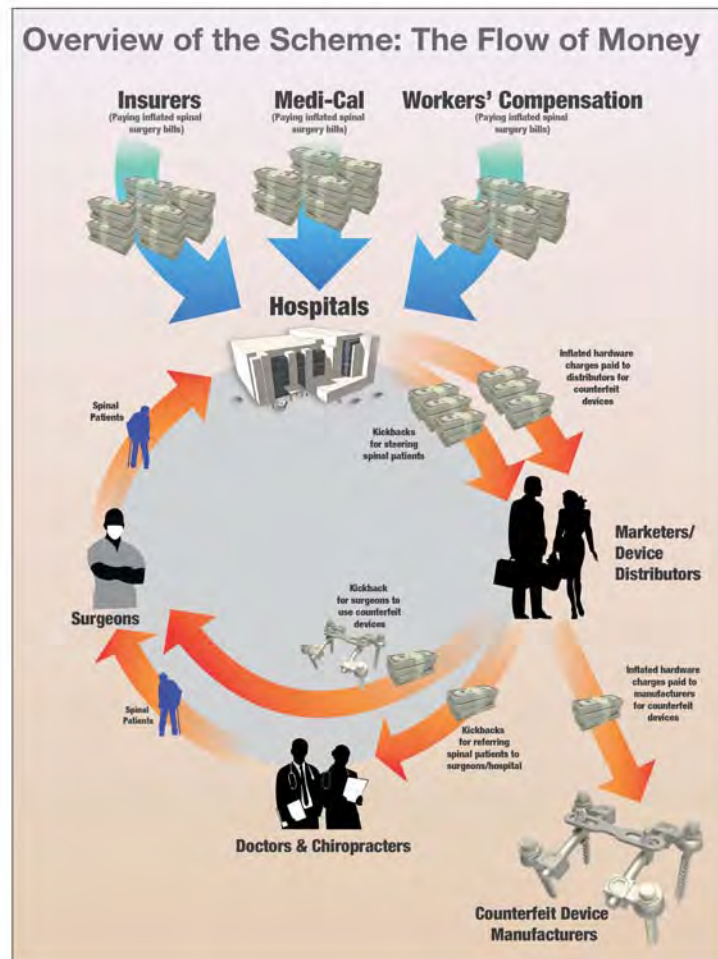 Overview of the Scheme: The Flow of Money
Insurers
(Paying inflated spinal
surgery bills)
Medi-Cal
(Paying inflated spinal
surgery bills)
Workers' Compensation
(Paying inflated spinal
surgery bills)
Hospitals
Inflated hardware
charges paid to
distributors for
counterfeit
devices
Spinal
Patients
Kickbacks
for steering
spinal patients
Marketers/
Device
Distributors
Surgeons
Kickback
for surgeons to
use counterfeit
devices
Spinal
Patients
Kickbacks
for referring
spinal patients to
surgeons/hospital
Inflated hardware
charges paid to
manufacturers for
counterfeit
devices
Doctors & Chiropracters
Counterfeit Device
Manufacturers